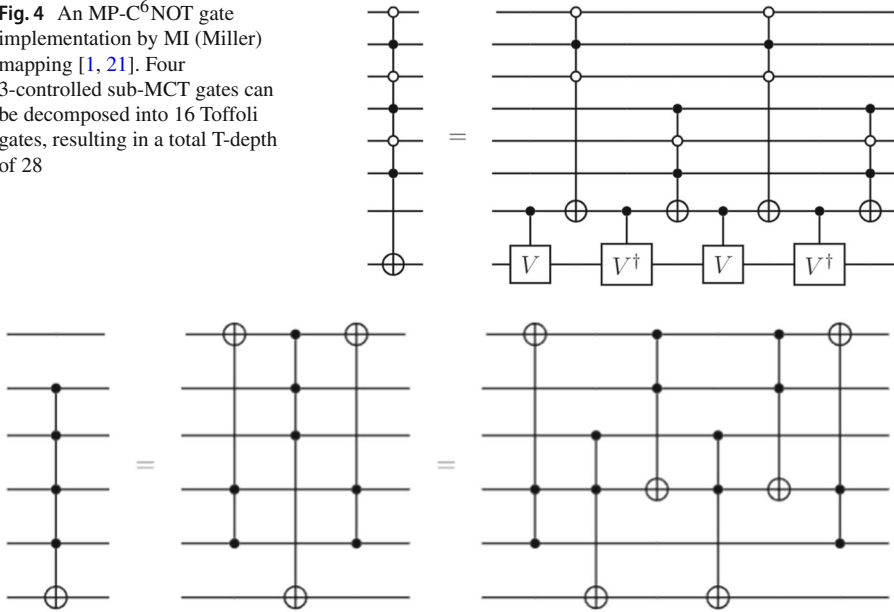 Fig. 4 An MP-C⁶NOT gate
implementation by MI (Miller)
mapping [1, 21]. Four
3-controlled sub-MCT gates can
be decomposed into 16 Toffoli
gates, resulting in a total T-depth
of 28
=
V V† V V†
= =